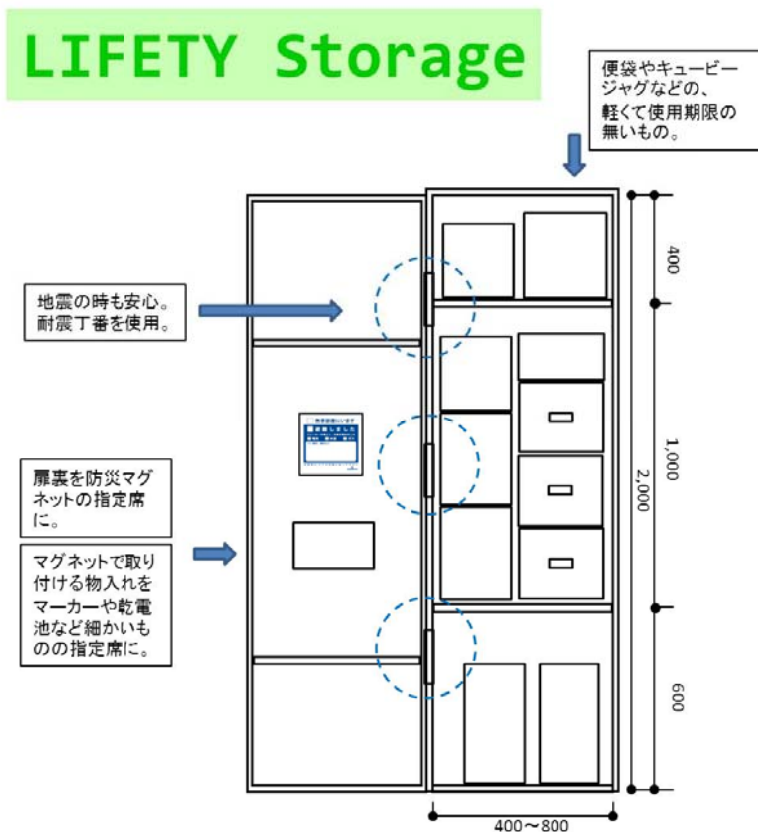 LIFETY Storage
便袋やキュービー
ジャグなどの、
軽くて使用期限の
無いもの。
地震の時も安心。
耐震丁番を使用。
扉裏を防災マグ
ネットの指定席
に。
マグネットで取り
付ける物入れを
マーカーや乾電
池など細かいも
のの指定席に。
400
1,000
2,000
600
400～800